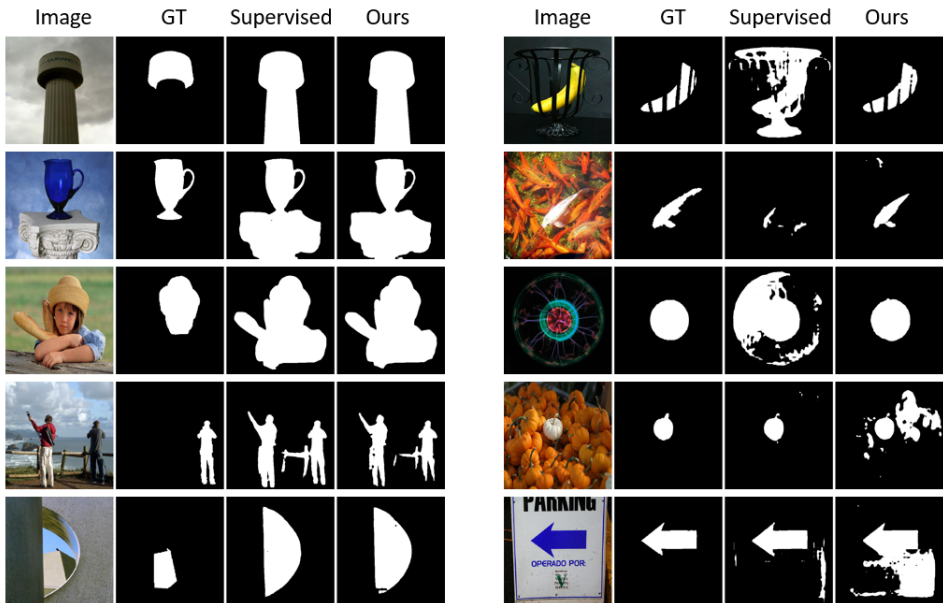 Image GT Supervised Ours
Image GT Supervised Ours
PARKING
OPERADO POR:
V